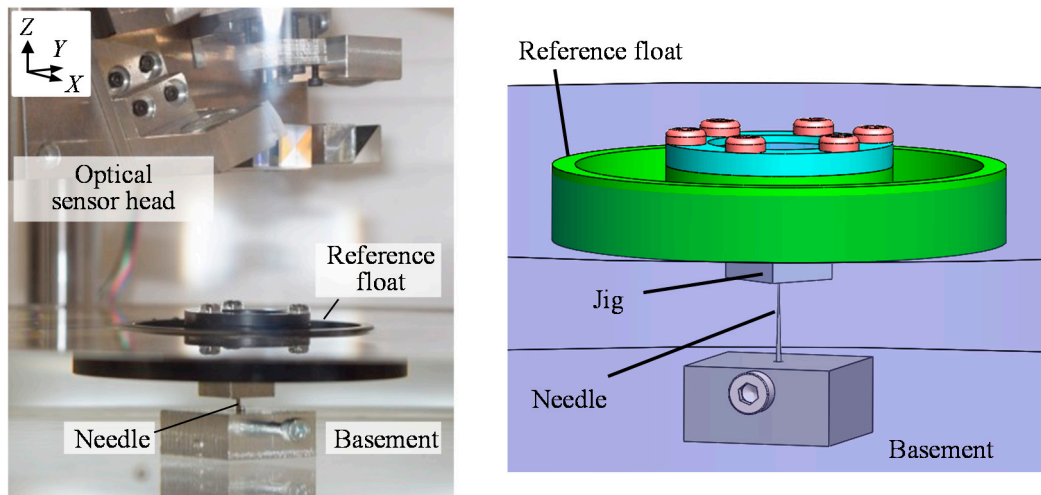 Z
Y
X
Optical
sensor head
Reference
float
Needle
Basement
Reference float
Jig
Needle
Basement